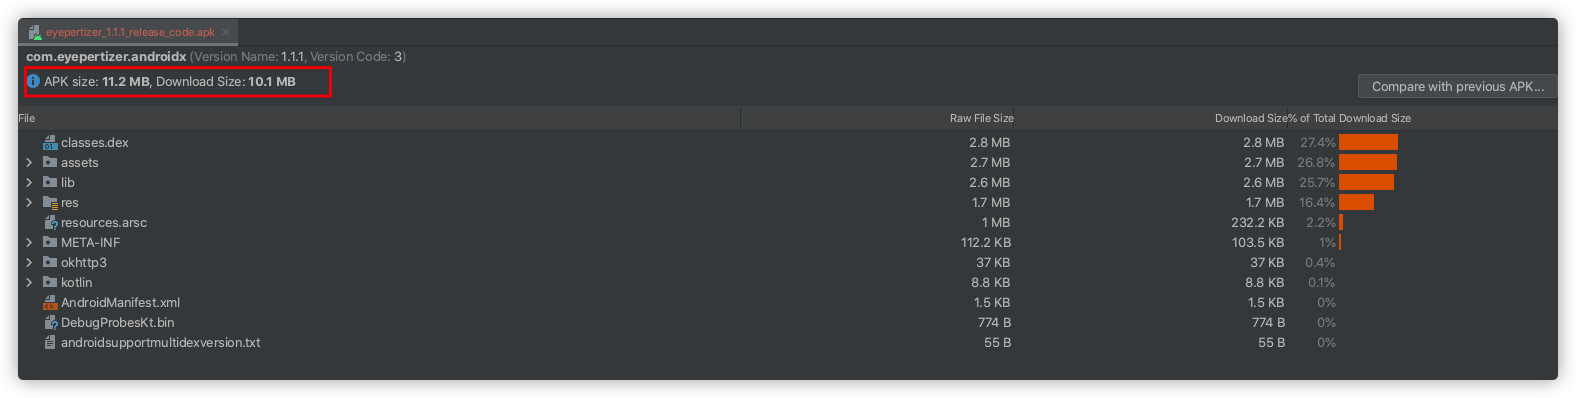 eyepertizer_1.1.1_release_code.apk
com.eyepertizer.androidx (Version Name: 1.1.1, Version Code: 3)
APK size: 11.2 MB, Download Size: 10.1 MB
Compare with previous APK...
File Raw File Size Download Size % of Total Download Size
classes.dex 2.8 MB 2.8 MB 27.4%
assets 2.7 MB 2.7 MB 26.8%
lib 2.6 MB 2.6 MB 25.7%
res 1.7 MB 1.7 MB 16.4%
resources.arsc 1 MB 232.2 KB 2.2%
META-INF 112.2 KB 103.5 KB 1%
okhttp3 37 KB 37 KB 0.4%
kotlin 8.8 KB 8.8 KB 0.1%
AndroidManifest.xml 1.5 KB 1.5 KB 0%
DebugProbesKt.bin 774 B 774 B 0%
androidsupportmultidexversion.txt 55 B 55 B 0%